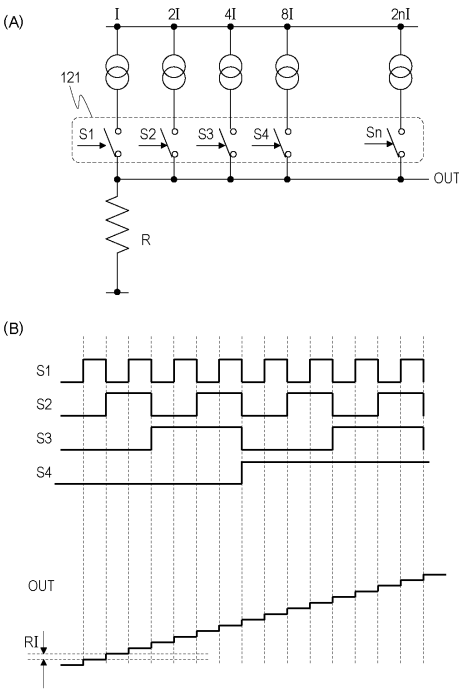 (A)
I 2I 4I 8I 2nI
121
S1 S2 S3 S4 Sn
OUT
R
(B)
S1
S2
S3
S4
OUT
RI